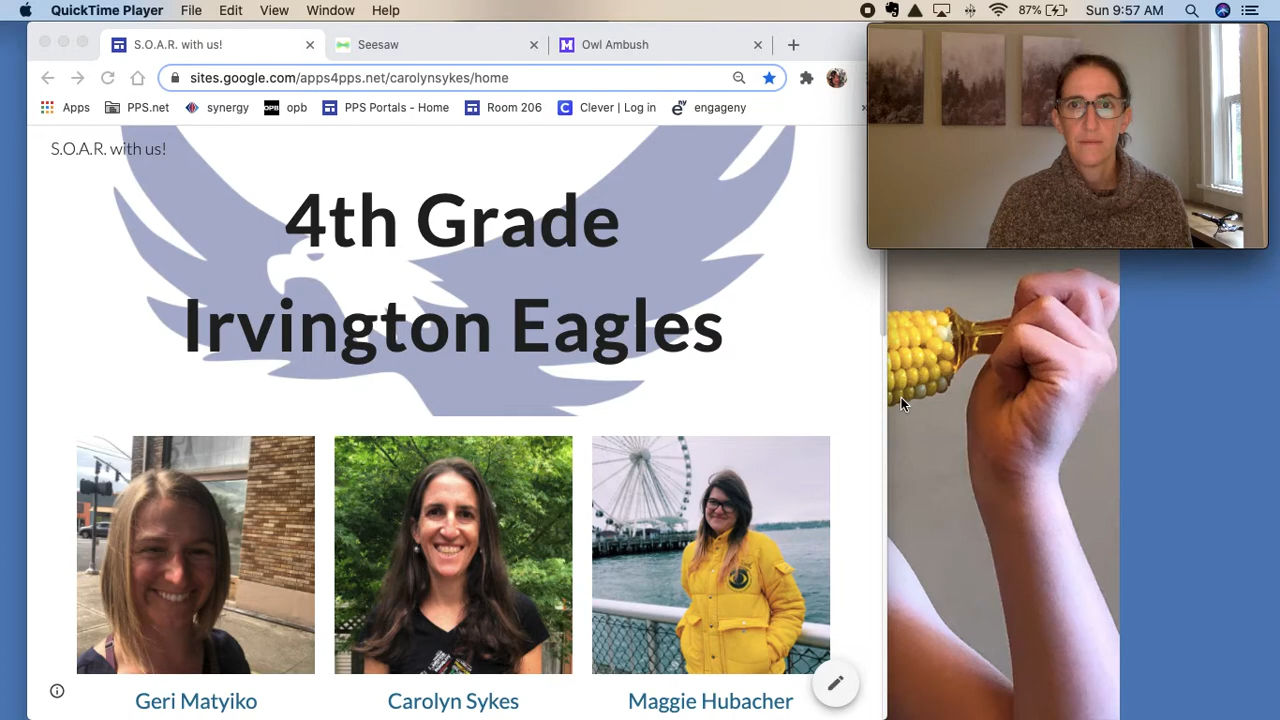 QuickTime Player File Edit View Window Help 87% Sun 9:57 AM
S.O.A.R. with us! Seesaw M Owl Ambush
sites.google.com/apps4pps.net/carolynsykes/home
Apps PPS.net synergy OPB opb PPS Portals - Home Room 206 C Clever | Log in eny engageny »
S.O.A.R. with us!
4th Grade
Irvington Eagles
Geri Matyiko Carolyn Sykes Maggie Hubacher